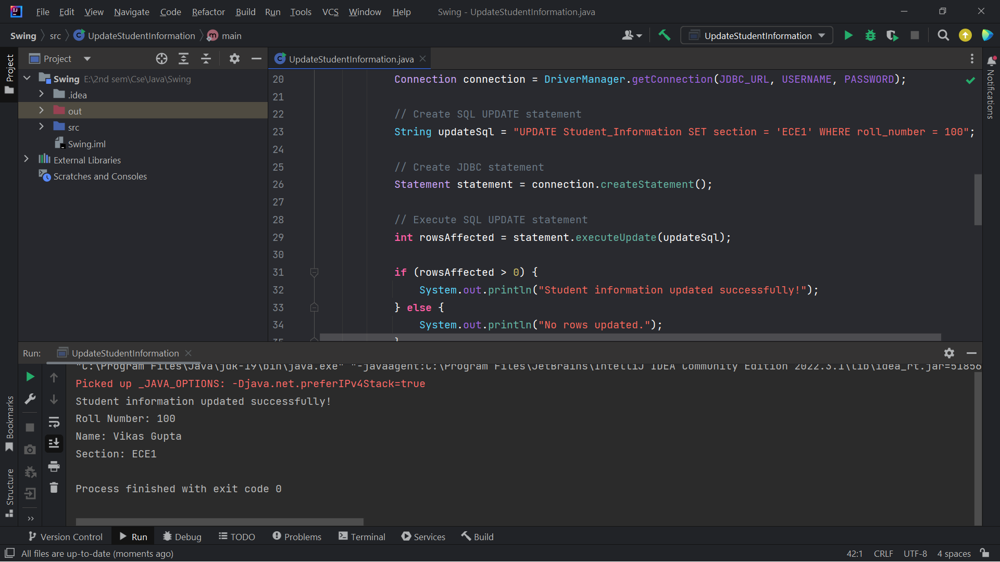 File Edit View Navigate Code Refactor Build Run Tools VCS Window Help Swing - UpdateStudentInformation.java
Swing src UpdateStudentInformation main UpdateStudentInformation
Project
Project
UpdateStudentInformation.java
Notifications
Swing E:\2nd sem\Cse\Java\Swing
.idea
out
src
Swing.iml
External Libraries
Scratches and Consoles
20 Connection connection = DriverManager.getConnection(JDBC_URL, USERNAME, PASSWORD);
21
22 // Create SQL UPDATE statement
23 String updateSql = "UPDATE Student_Information SET section = 'ECE1' WHERE roll_number = 100";
24
25 // Create JDBC statement
26 Statement statement = connection.createStatement();
27
28 // Execute SQL UPDATE statement
29 int rowsAffected = statement.executeUpdate(updateSql);
30
31 if (rowsAffected > 0) {
32 System.out.println("Student information updated successfully!");
33 } else {
34 System.out.println("No rows updated.");
35 }
Run: UpdateStudentInformation
"C:\Program Files\Java\jdk-19\bin\java.exe" "-javaagent:C:\Program Files\JetBrains\IntelliJ IDEA Community Edition 2022.3.1\lib\idea_rt.jar=51856
Picked up _JAVA_OPTIONS: -Djava.net.preferIPv4Stack=true
Student information updated successfully!
Roll Number: 100
Name: Vikas Gupta
Section: ECE1
Process finished with exit code 0
Bookmarks
Structure
Version Control Run Debug TODO Problems Terminal Services Build
All files are up-to-date (moments ago) 42:1 CRLF UTF-8 4 spaces